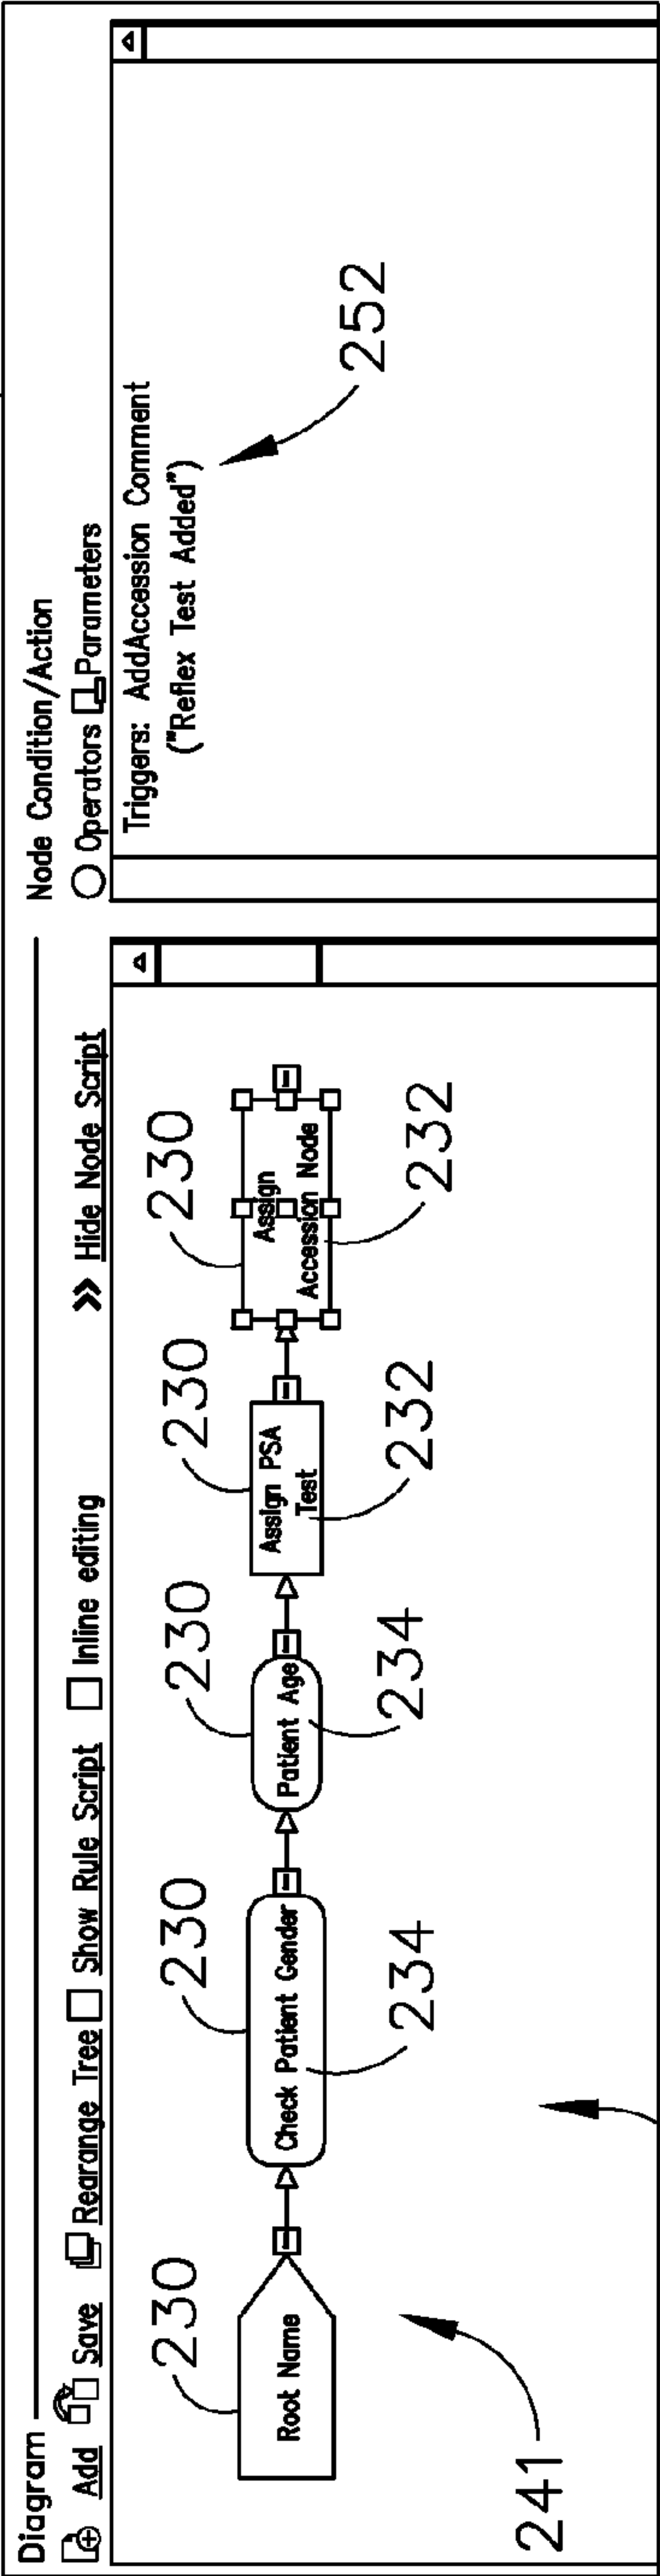 Diagram
Add Save Rearange Tree Show Rule Script Inline editing Hide Node Script
230 230 230 230 230
Root Name
Check Patient Gender
Patient Age
Assign PSA
Test
Assign
Accession Node
234 234 232 232
241
Node Condition/Action
Operators Parameters
Triggers: AddAccession Comment
("Reflex Test Added")
252